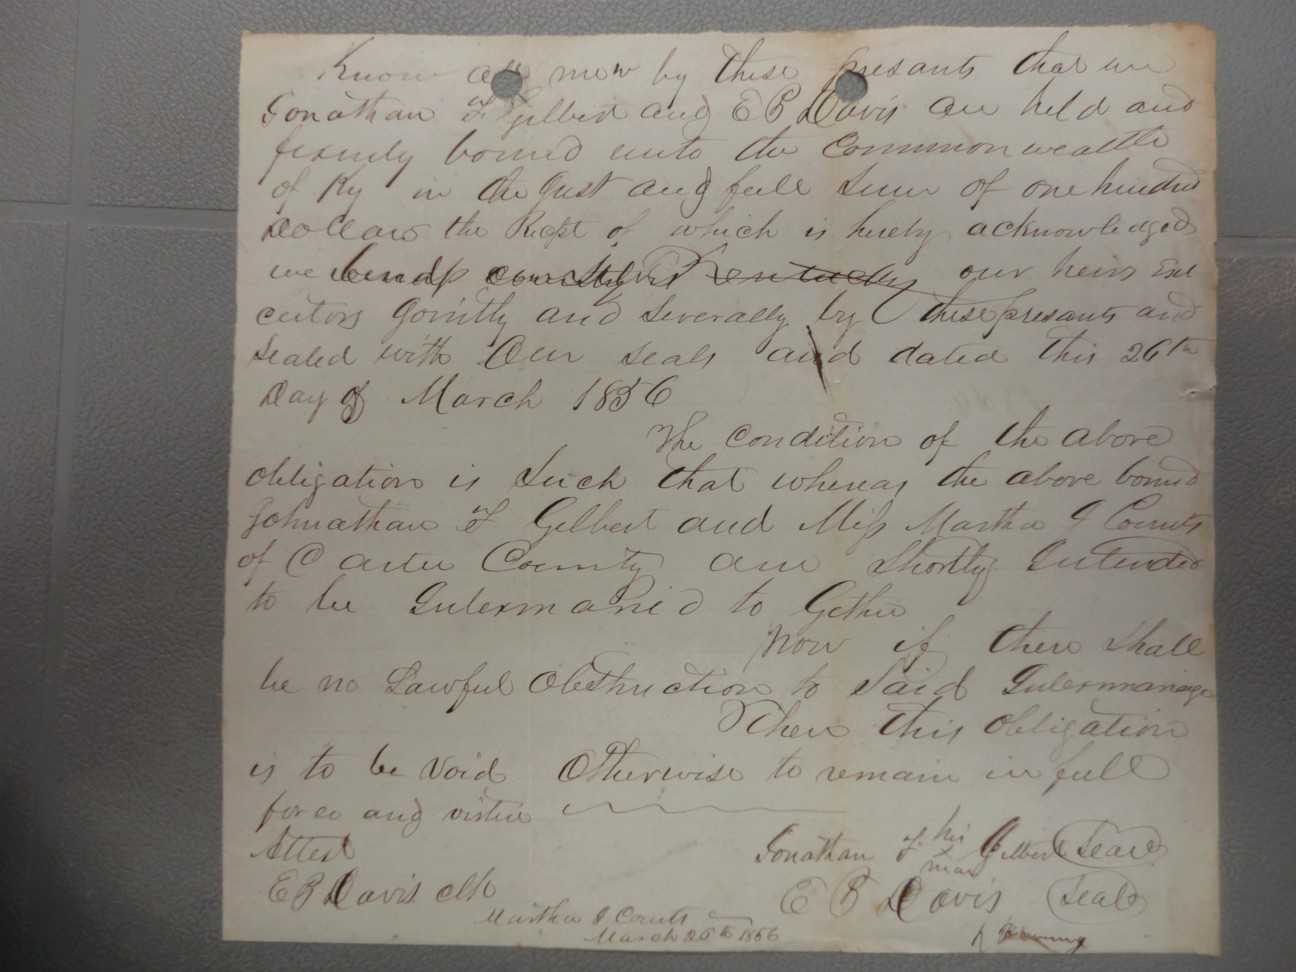 Know all men by these presants that we
Jonathan F Gilbert and E B Davis are held and
firmly bound unto the Commonwealth
of Ky in the Just and full Sum of one hundred
Dollars the Recpt of which is hereby acknowledged
we bind our heirs Exe
cutors Jointly and Severally by these presants and
Sealed with Our seals and dated this 26th
Day of March 1856
The Condition of the above
obligation is Such that whereas the above bound
Johnathan F Gilbert and Miss Martha J Counts
of Carter County are Shortly Intended
to be Intermarried to Gether
Now if there Shall
be no Lawful Obstruction to Said Intermariage
Then this Obligation
is to be Void Otherwise to remain in full
force and virtue
Attest
Jonathan F. his x mark Gilbert Seal
E B Davis clk
E B Davis Seal
Martha J Counts
March 26th 1856